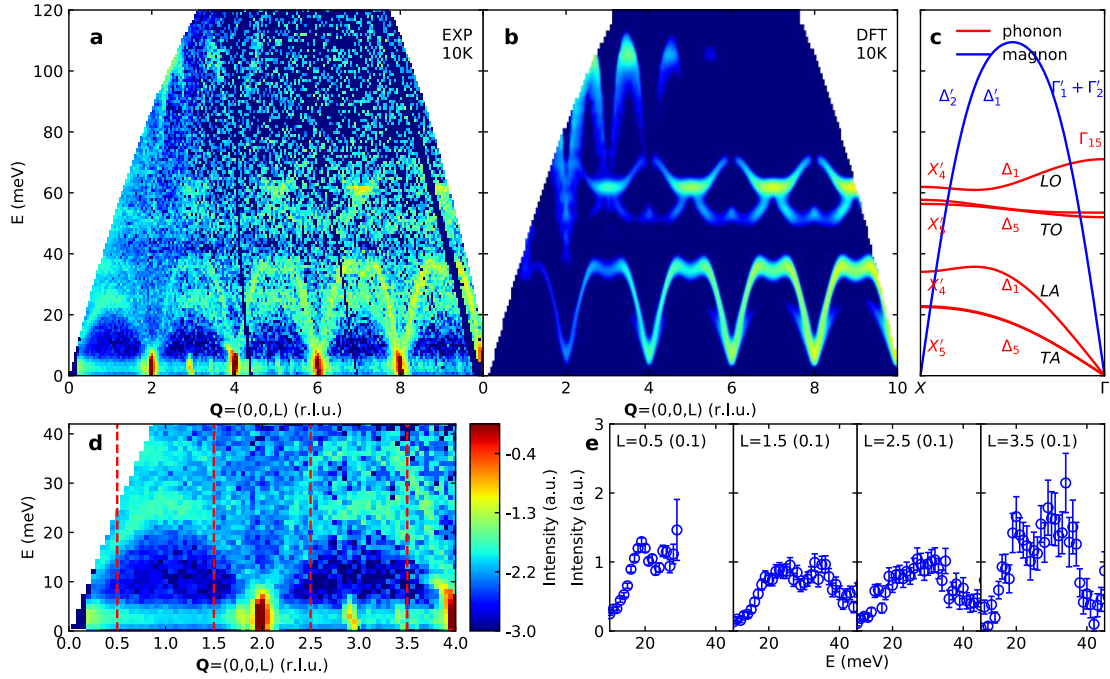 a
EXP
10K
120
100
80
60
40
20
0
E (meV)
0
2
4
6
8
0
Q=(0,0,L) (r.l.u.)
b
DFT
10K
2
4
6
8
10
Q=(0,0,L) (r.l.u.)
c
phonon
magnon
Δ′2
Δ′1
Γ′1 + Γ′2
Γ15
X′4
Δ1
LO
X′5
Δ5
TO
X′4
Δ1
LA
X′5
Δ5
TA
X
Γ
d
40
30
20
10
0
E (meV)
0.0
0.5
1.0
1.5
2.0
2.5
3.0
3.5
4.0
Q=(0,0,L) (r.l.u.)
-0.4
-1.3
-2.2
-3.0
Intensity (a.u.)
e
3
2
1
0
Intensity (a.u.)
L=0.5 (0.1)
L=1.5 (0.1)
L=2.5 (0.1)
L=3.5 (0.1)
20
40
20
40
20
40
20
40
E (meV)